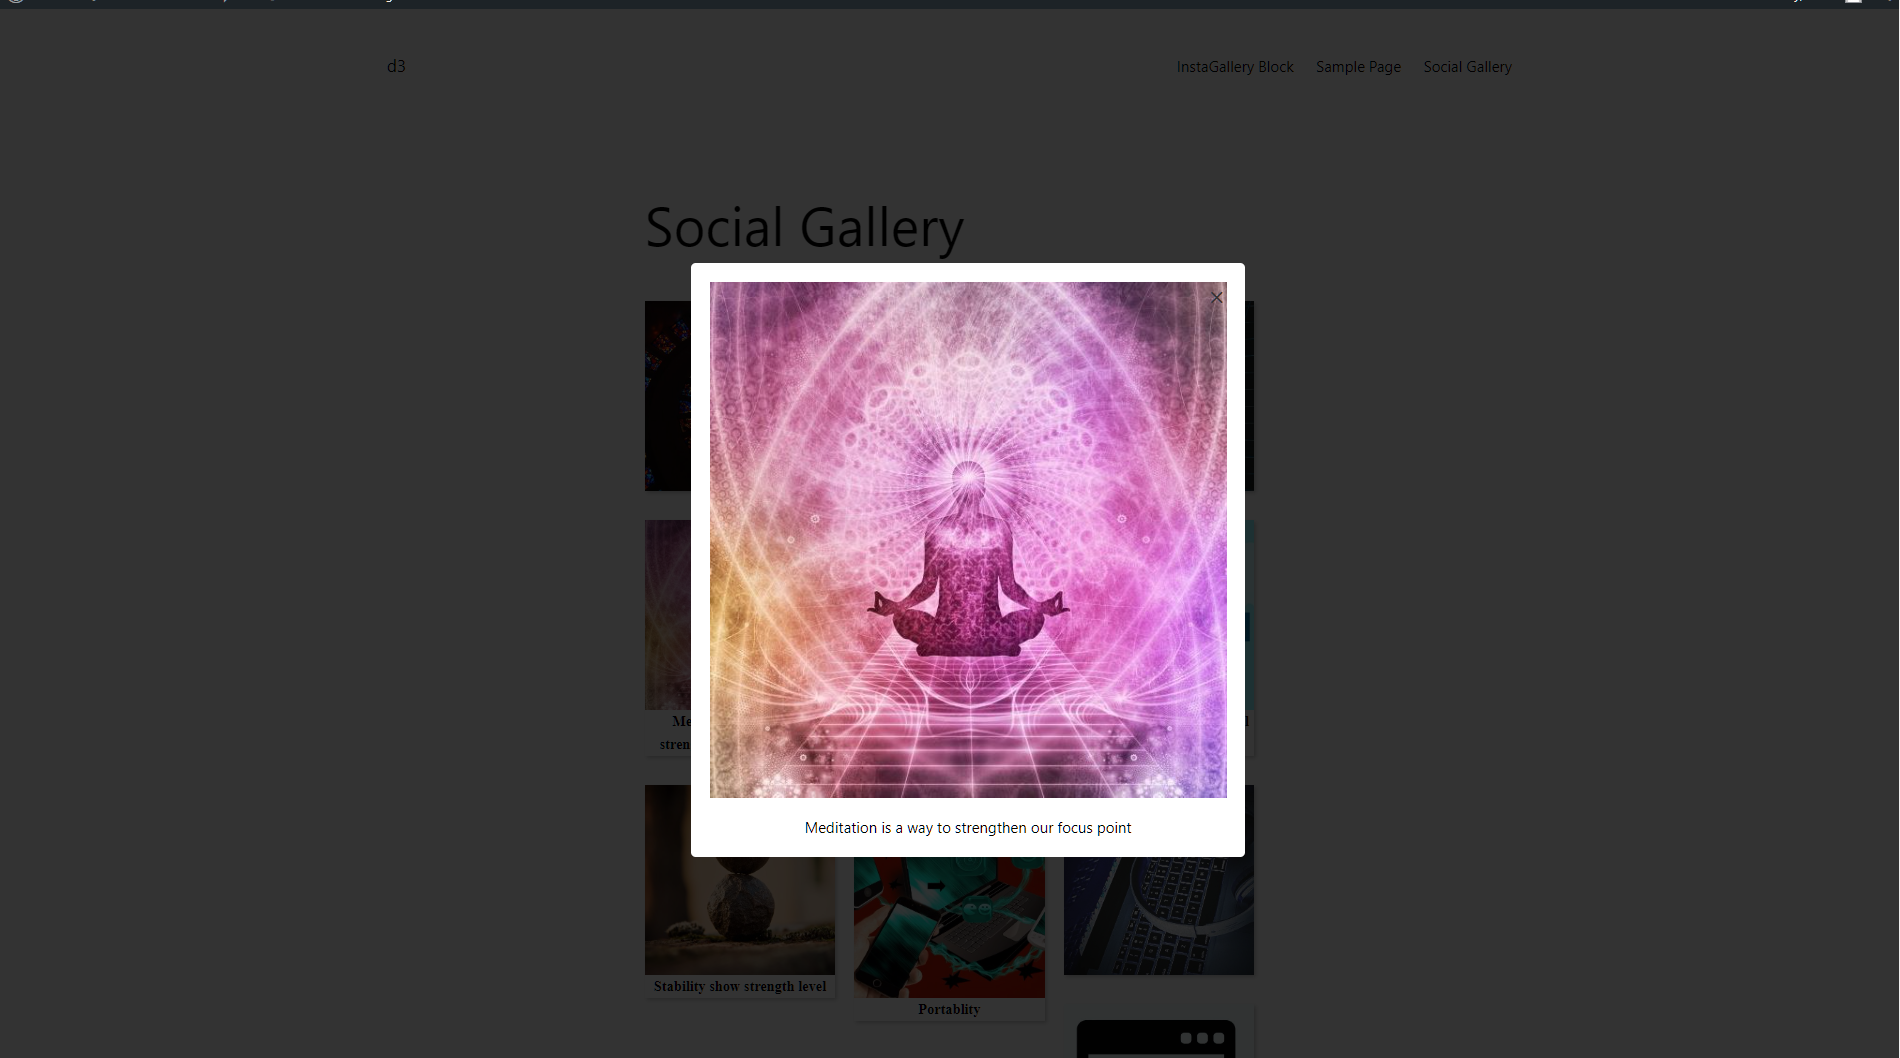 d3
InstaGallery Block Sample Page Social Gallery
Social Gallery
Me
stren
Meditation is a way to strengthen our focus point
Stability show strength level
Portablity